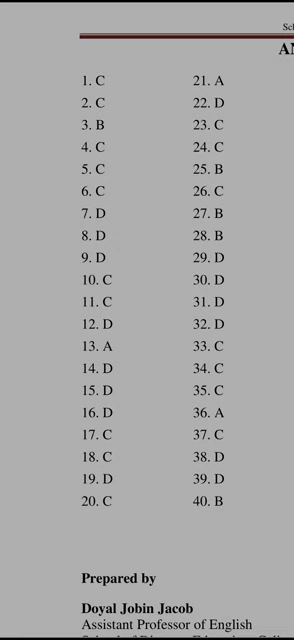 1. C 21. A
2. C 22. D
3. B 23. C
4. C 24. C
5. C 25. B
6. C 26. C
7. D 27. B
8. D 28. B
9. D 29. D
10. C 30. D
11. C 31. D
12. D 32. D
13. A 33. C
14. D 34. C
15. D 35. C
16. D 36. A
17. C 37. C
18. C 38. D
19. D 39. D
20. C 40. B
Prepared by
Doyal Jobin Jacob
Assistant Professor of English